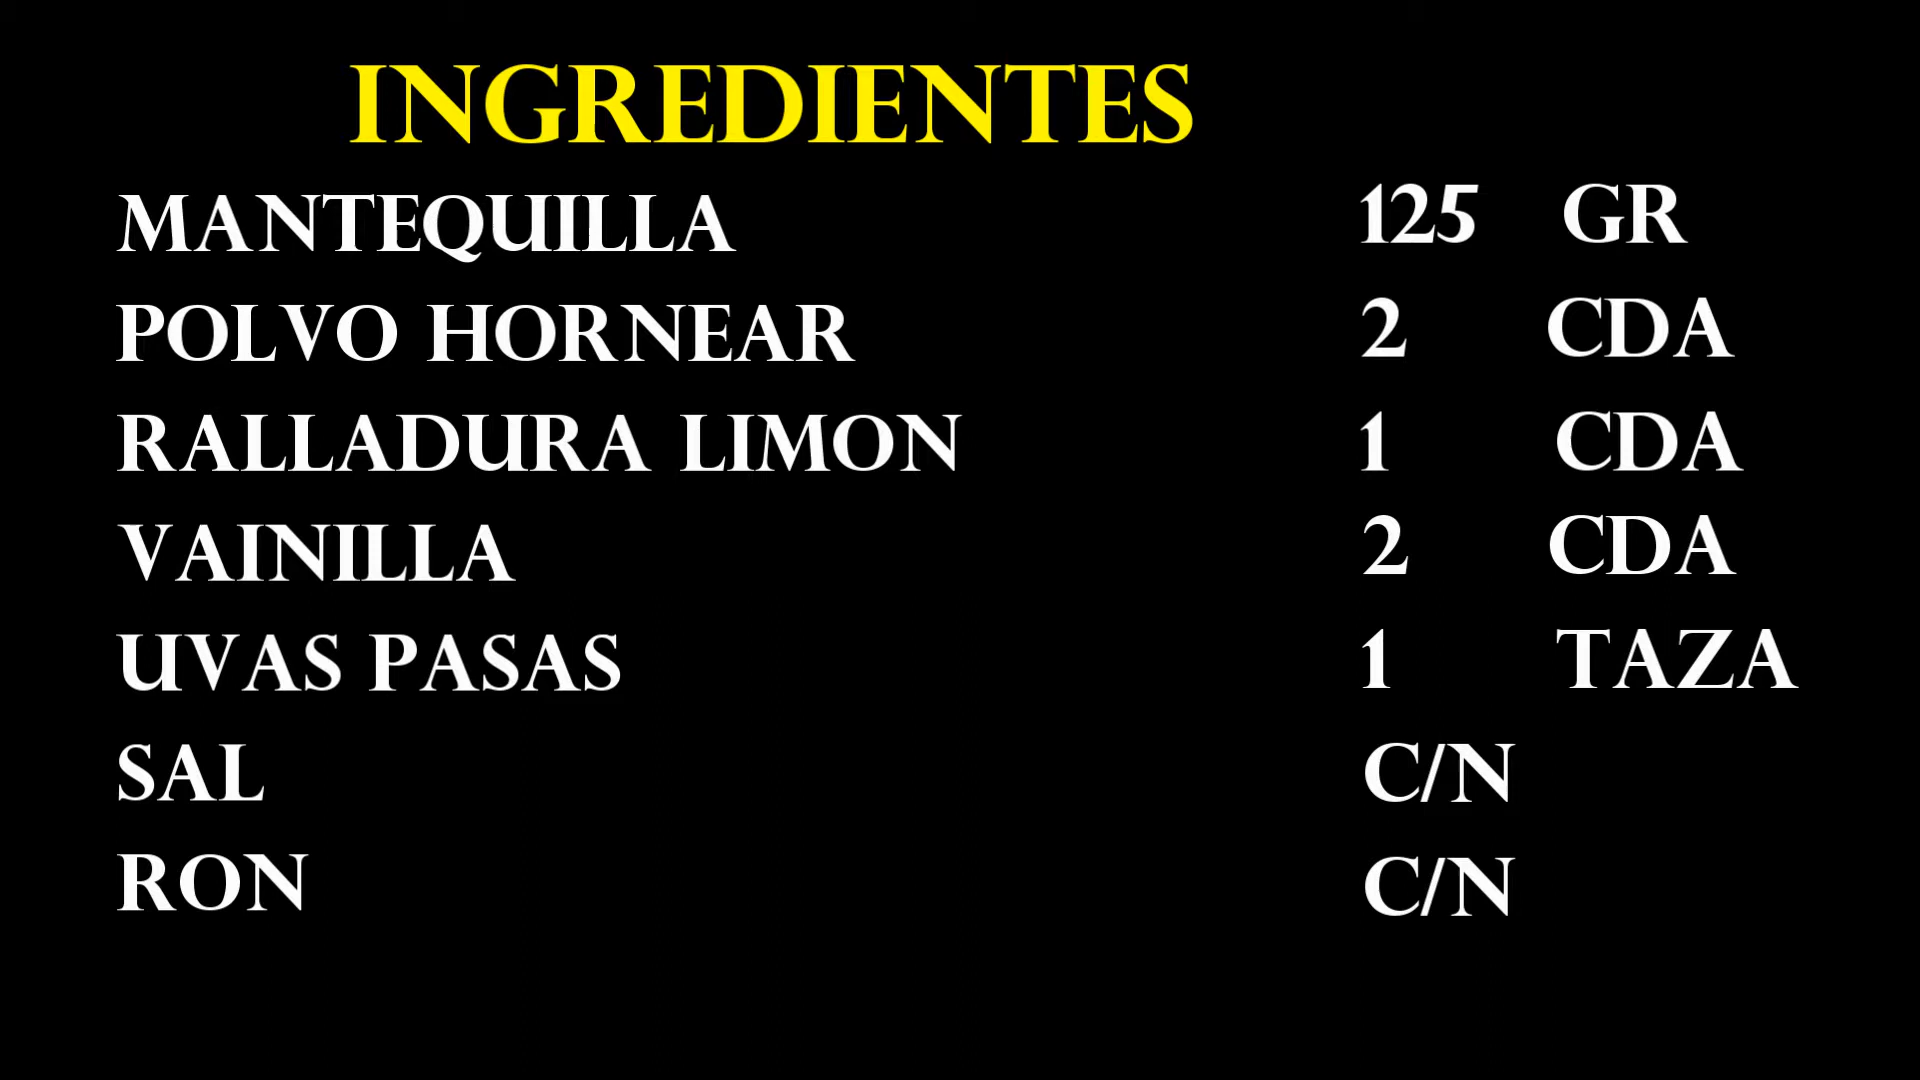 INGREDIENTES
MANTEQUILLA 125 GR
POLVO HORNEAR 2 CDA
RALLADURA LIMON 1 CDA
VAINILLA 2 CDA
UVAS PASAS 1 TAZA
SAL C/N
RON C/N